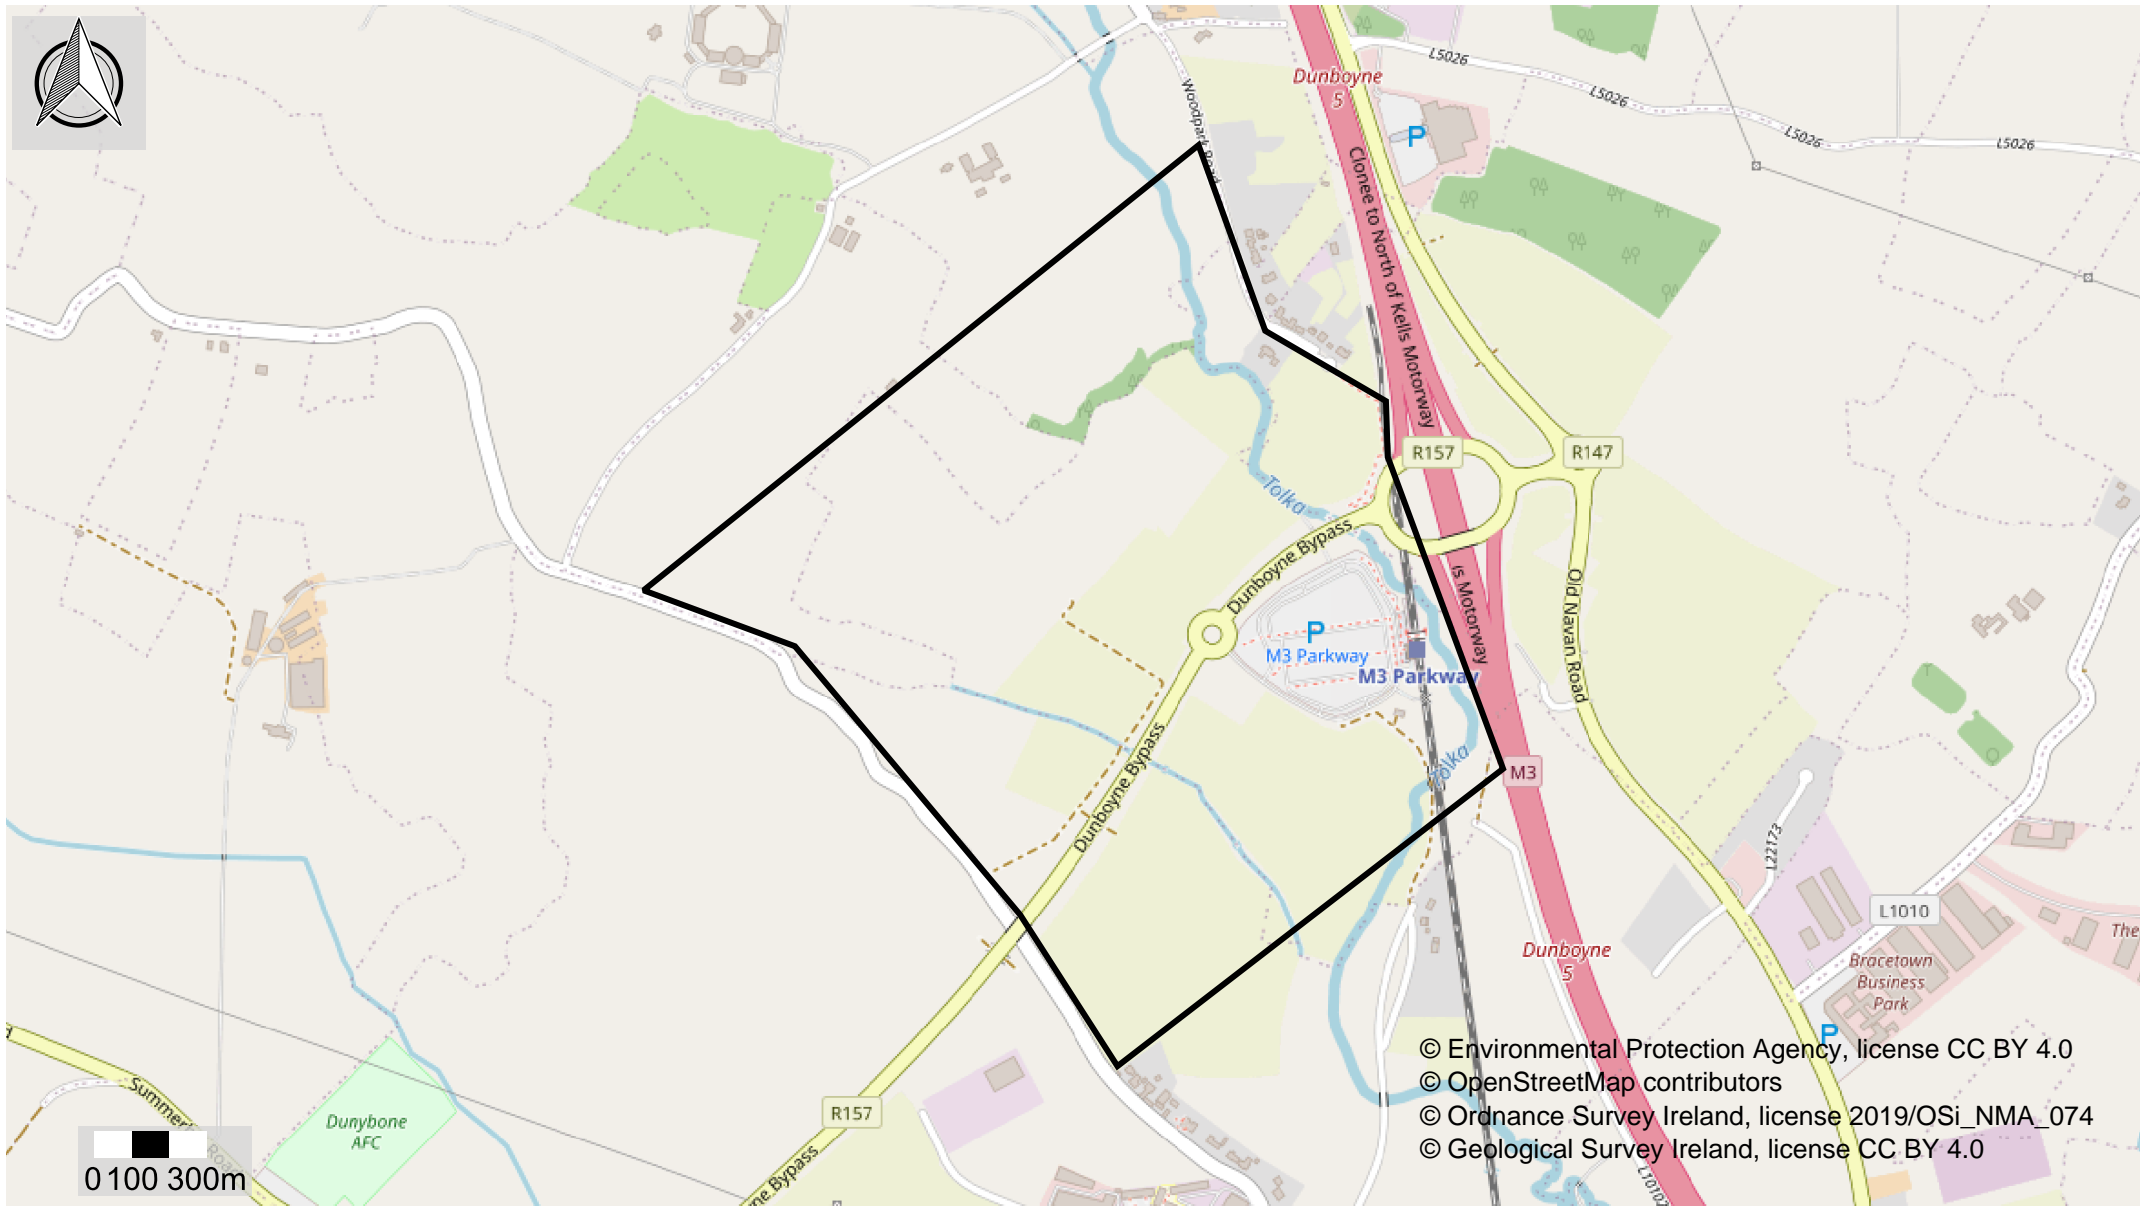 L5026
Dunboyne
5
L5026
L5026
L5026
Woodpark Road
Clonee to North of Kells Motorway
P
R157
R147
Tolka
Dunboyne Bypass
is Motorway
Old Navan Road
P
M3 Parkway
M3 Parkway
Dunboyne Bypass
Tolka
M3
L22173
L1010
The
Dunboyne
5
Bracetown
Business
Park
P
R157
Dunybone
AFC
ne Bypass
L10102
0 100 300m
© Environmental Protection Agency, license CC BY 4.0
© OpenStreetMap contributors
© Ordnance Survey Ireland, license 2019/OSi_NMA_074
© Geological Survey Ireland, license CC BY 4.0